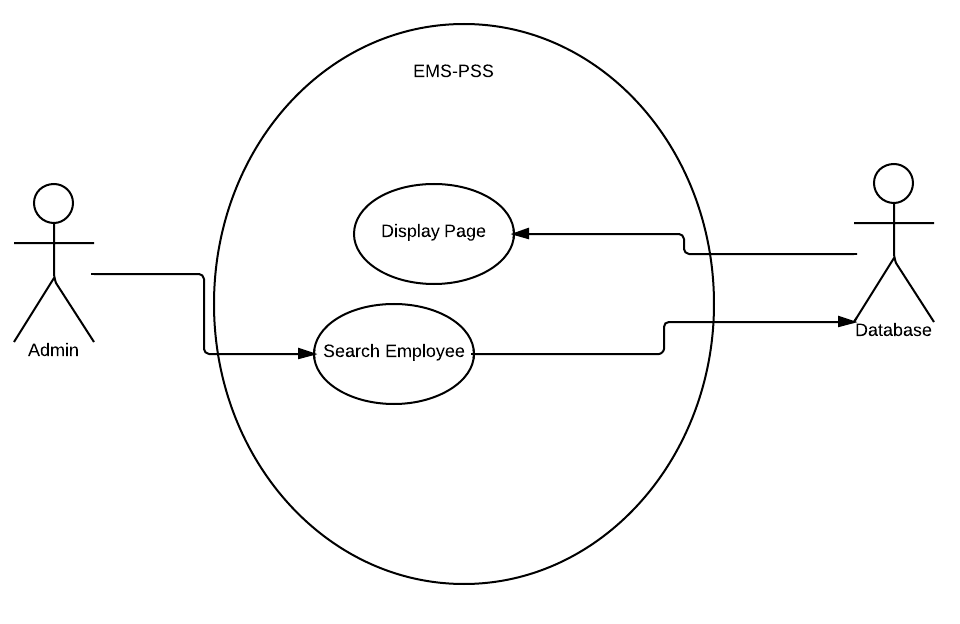 EMS-PSS
Display Page
Search Employee
Admin
Database